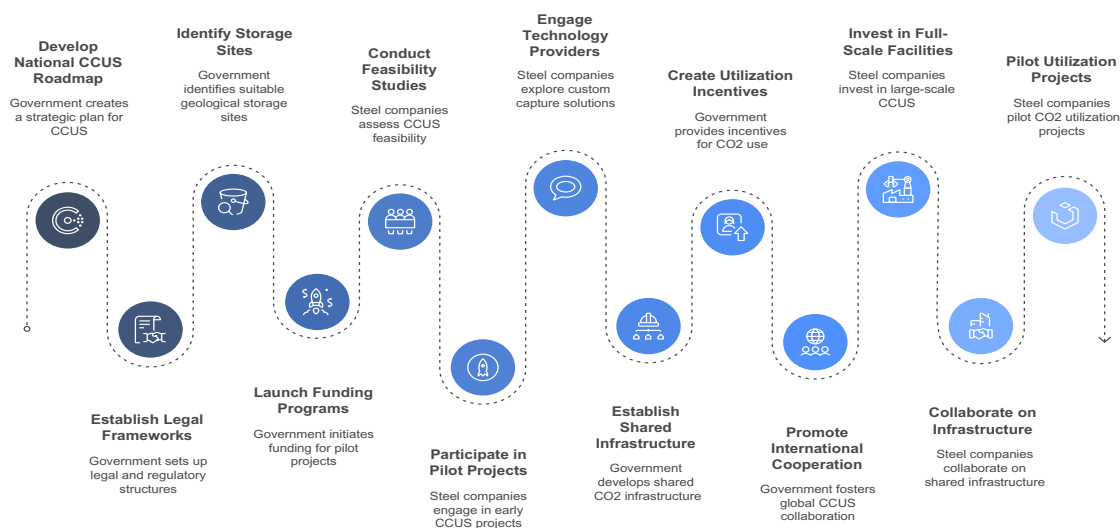 Develop
National CCUS
Roadmap
Government creates
a strategic plan for
CCUS
Establish Legal
Frameworks
Government sets up
legal and regulatory
structures
Identify Storage
Sites
Government
identifies suitable
geological storage
sites
Launch Funding
Programs
Government initiates
funding for pilot
projects
Conduct
Feasibility
Studies
Steel companies
assess CCUS
feasibility
Participate in
Pilot Projects
Steel companies
engage in early
CCUS projects
Engage
Technology
Providers
Steel companies
explore custom
capture solutions
Establish
Shared
Infrastructure
Government
develops shared
CO2 infrastructure
Create Utilization
Incentives
Government
provides incentives
for CO2 use
Promote
International
Cooperation
Government fosters
global CCUS
collaboration
Invest in Full-
Scale Facilities
Steel companies
invest in large-scale
CCUS
Collaborate on
Infrastructure
Steel companies
collaborate on
shared infrastructure
Pilot Utilization
Projects
Steel companies
pilot CO2 utilization
projects